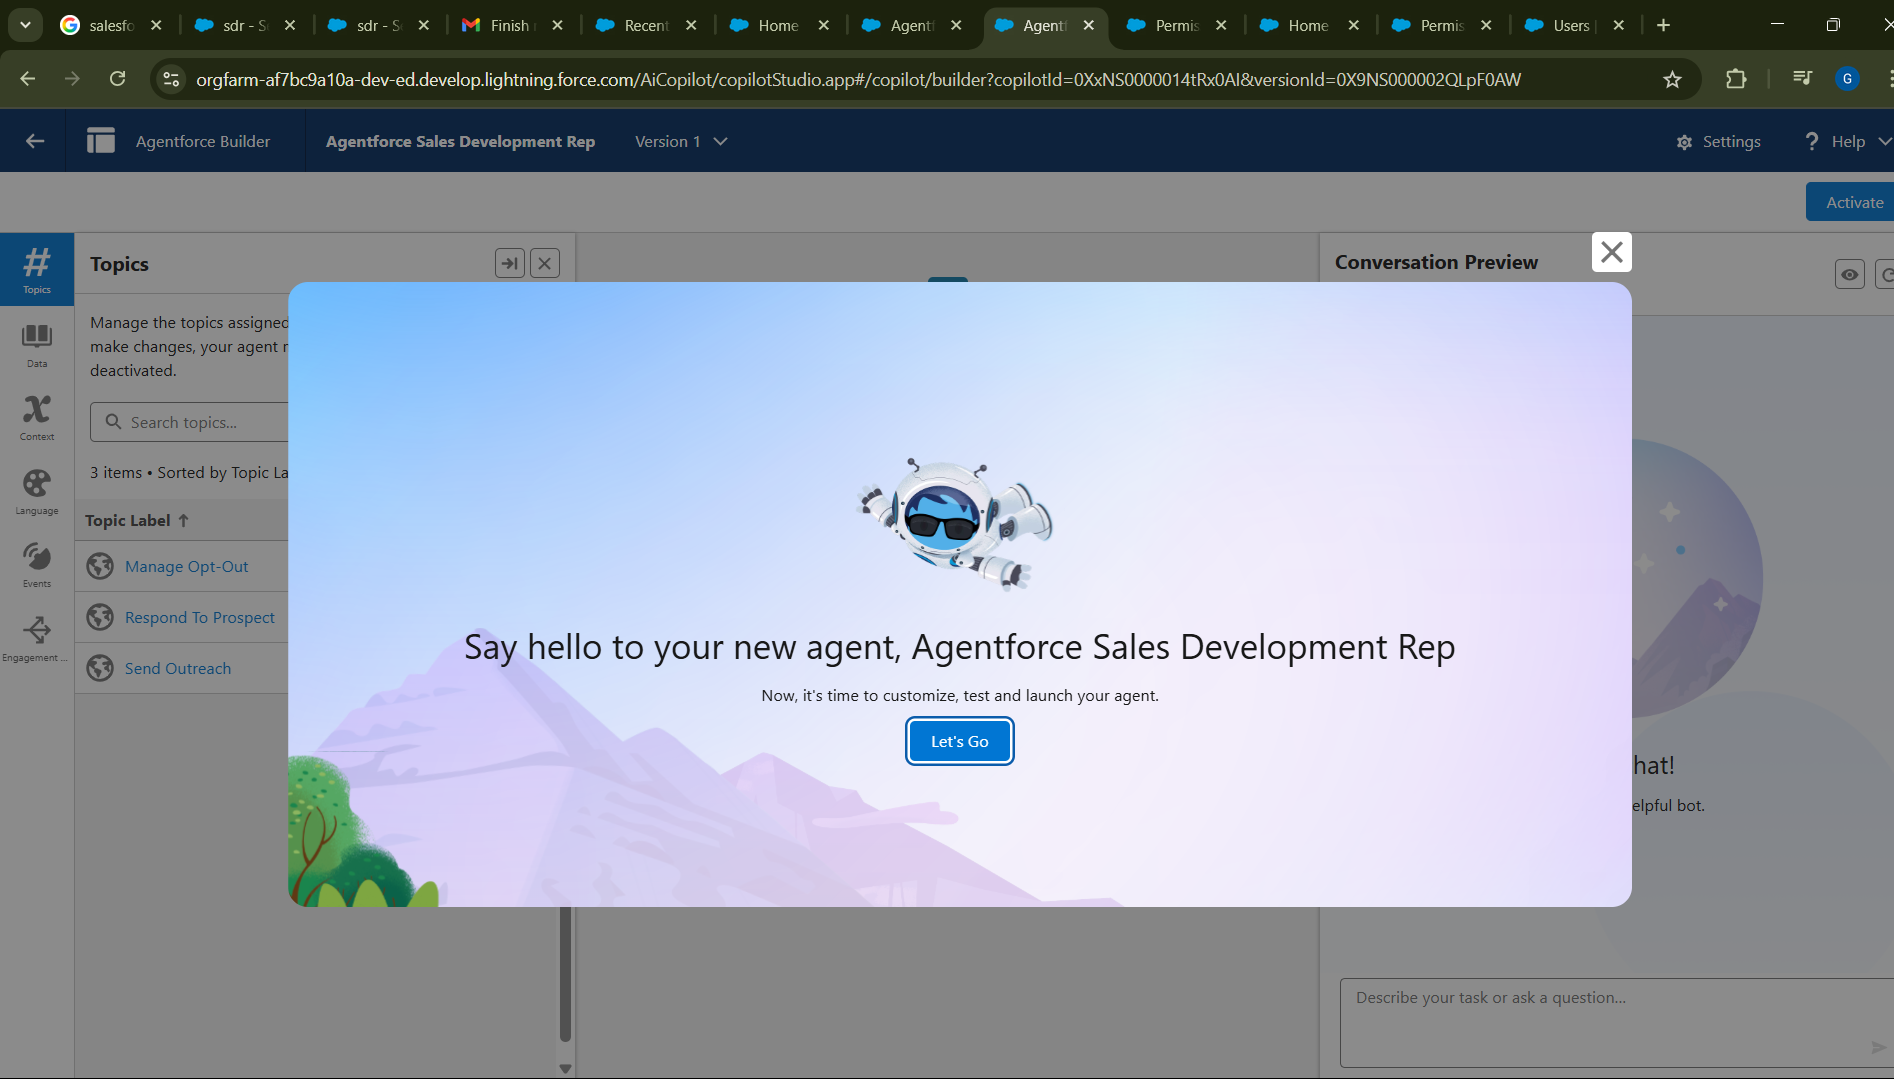 salesfo
sdr - S
sdr - S
Finish
Recent
Home
Agentf
Agentf
Permis
Home
Permis
Users
orgfarm-af7bc9a10a-dev-ed.develop.lightning.force.com/AiCopilot/copilotStudio.app#/copilot/builder?copilotId=0XxNS0000014tRx0AI&versionId=0X9NS000002QLpF0AW
G
Agentforce Builder
Agentforce Sales Development Rep
Version 1
Settings
? Help
Activate
Topics
Topics
Conversation Preview
Manage the topics assigned
make changes, your agent
deactivated.
Data
Search topics...
Context
3 items • Sorted by Topic La
Language
Topic Label ↑
Manage Opt-Out
Events
Respond To Prospect
Engagement ...
Send Outreach
Say hello to your new agent, Agentforce Sales Development Rep
Now, it's time to customize, test and launch your agent.
Let's Go
hat!
elpful bot.
Describe your task or ask a question...